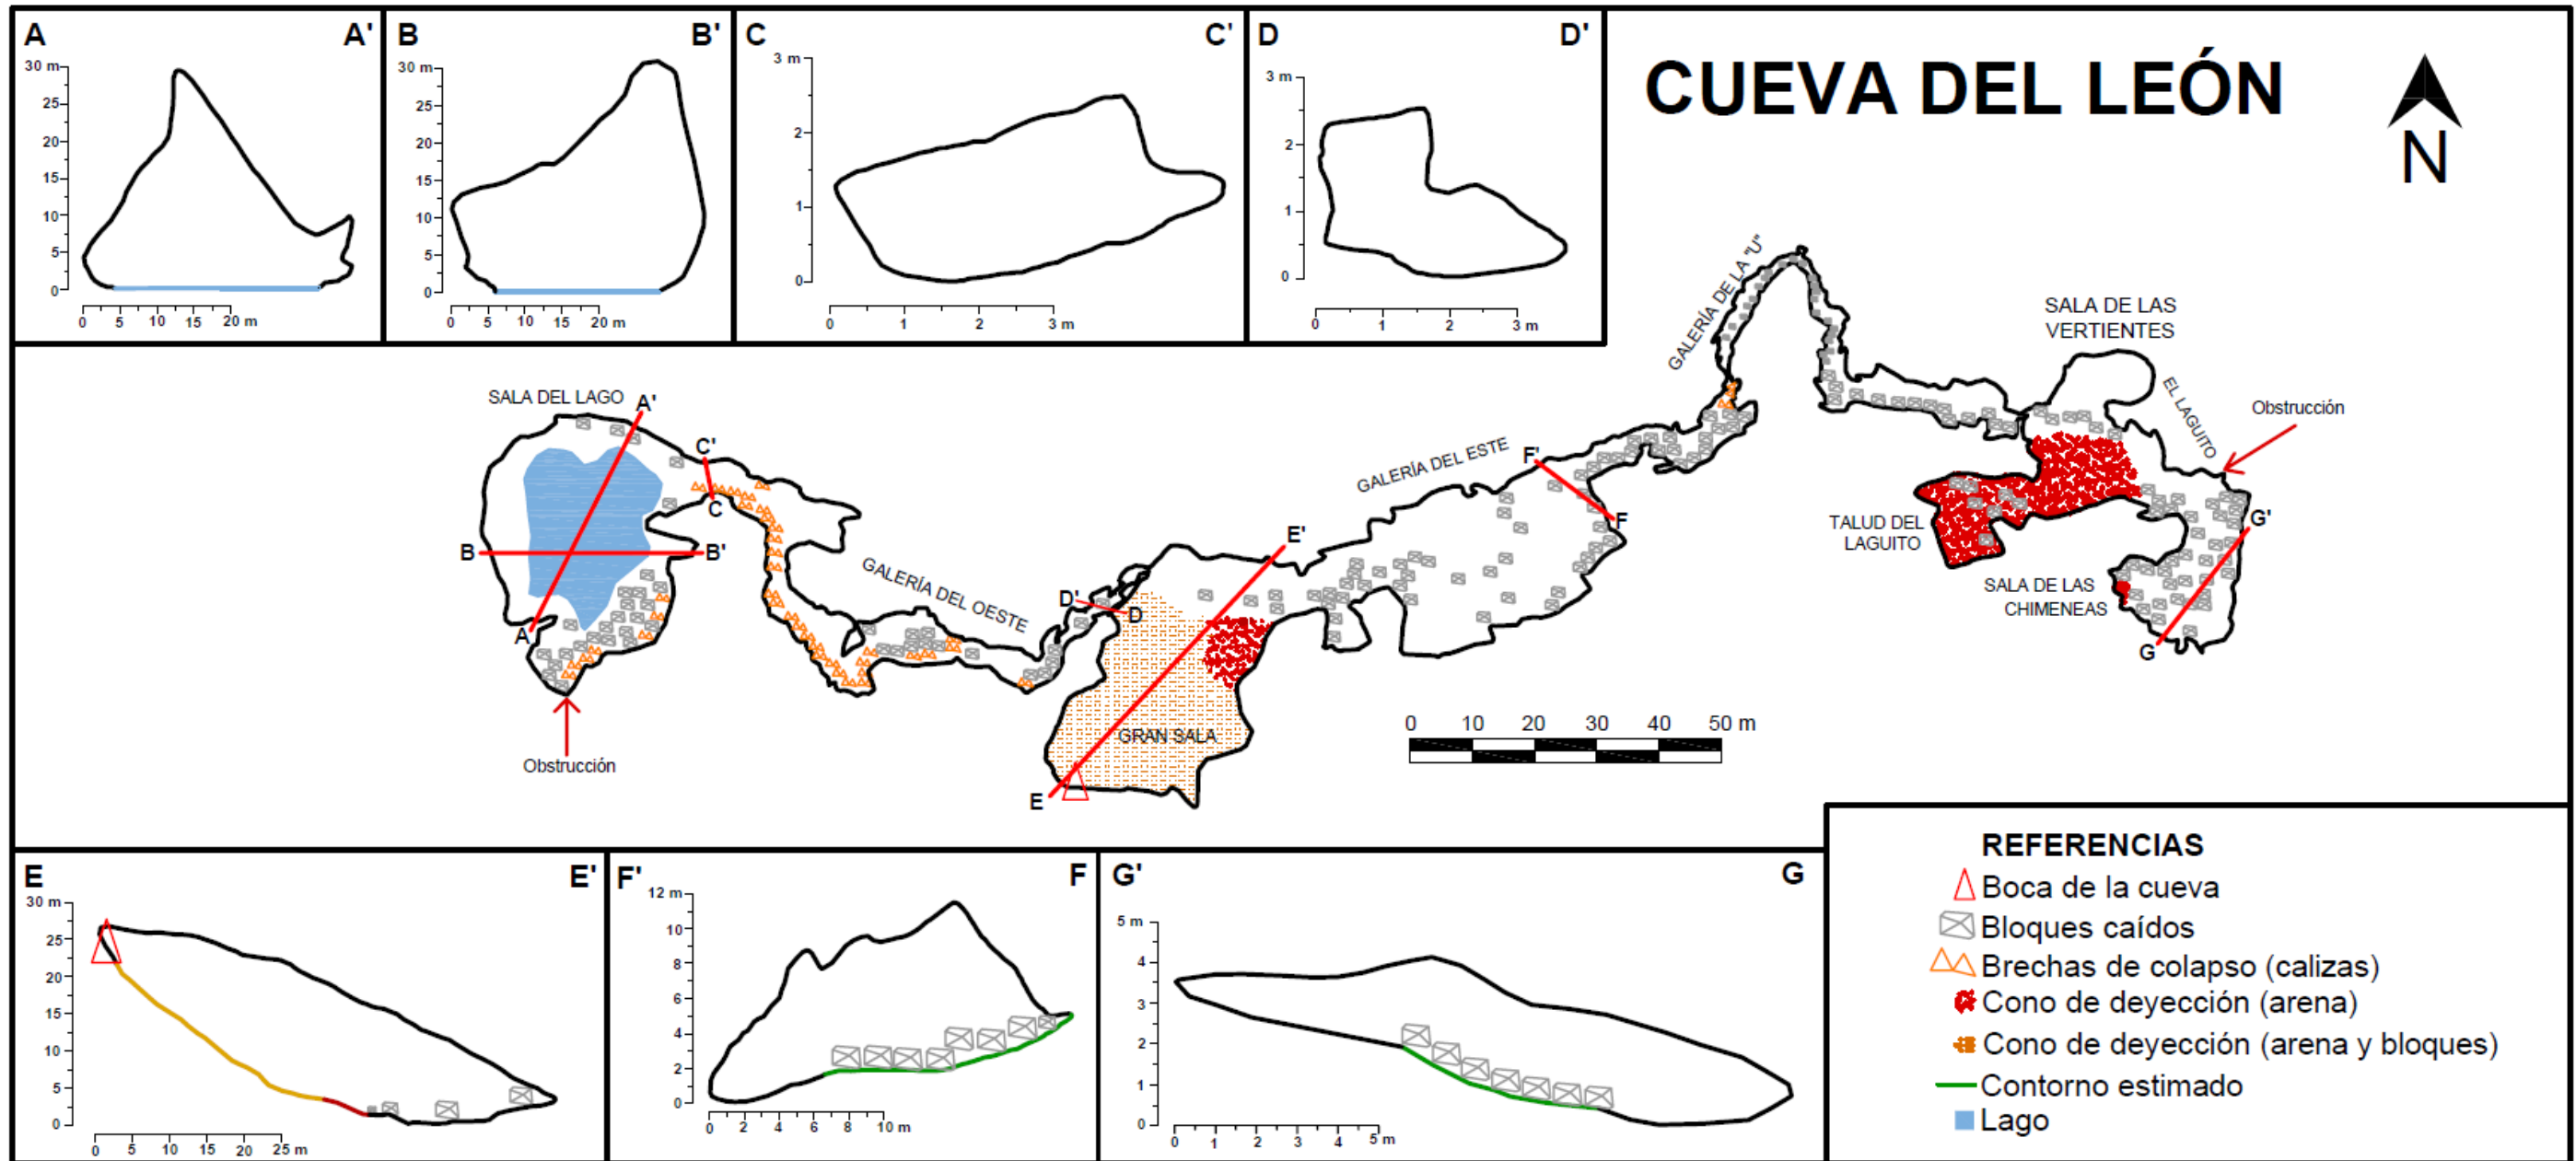 A A'
30 m
25
20
15
10
5
0
0 5 10 15 20 m
B B'
30 m
25
20
15
10
5
0
0 5 10 15 20 m
C C'
3 m
2
1
0
0 1 2 3 m
D D'
3 m
2
1
0
0 1 2 3 m
CUEVA DEL LEÓN
N
SALA DEL LAGO
A'
A
B
B'
C'
C
Obstrucción
GALERÍA DEL OESTE
D'
D
E'
E
GRAN SALA
GALERÍA DEL ESTE
F'
F
GALERÍA DE LA "U"
SALA DE LAS
VERTIENTES
EL LAGUITO
Obstrucción
TALUD DEL
LAGUITO
SALA DE LAS
CHIMENEAS
G'
G
0 10 20 30 40 50 m
E E'
30 m
25
20
15
10
5
0
0 5 10 15 20 25 m
F' F
12 m
10
8
6
4
2
0
0 2 4 6 8 10 m
G' G
5 m
4
3
2
1
0
0 1 2 3 4 5 m
REFERENCIAS
Boca de la cueva
Bloques caídos
Brechas de colapso (calizas)
Cono de deyección (arena)
Cono de deyección (arena y bloques)
Contorno estimado
Lago